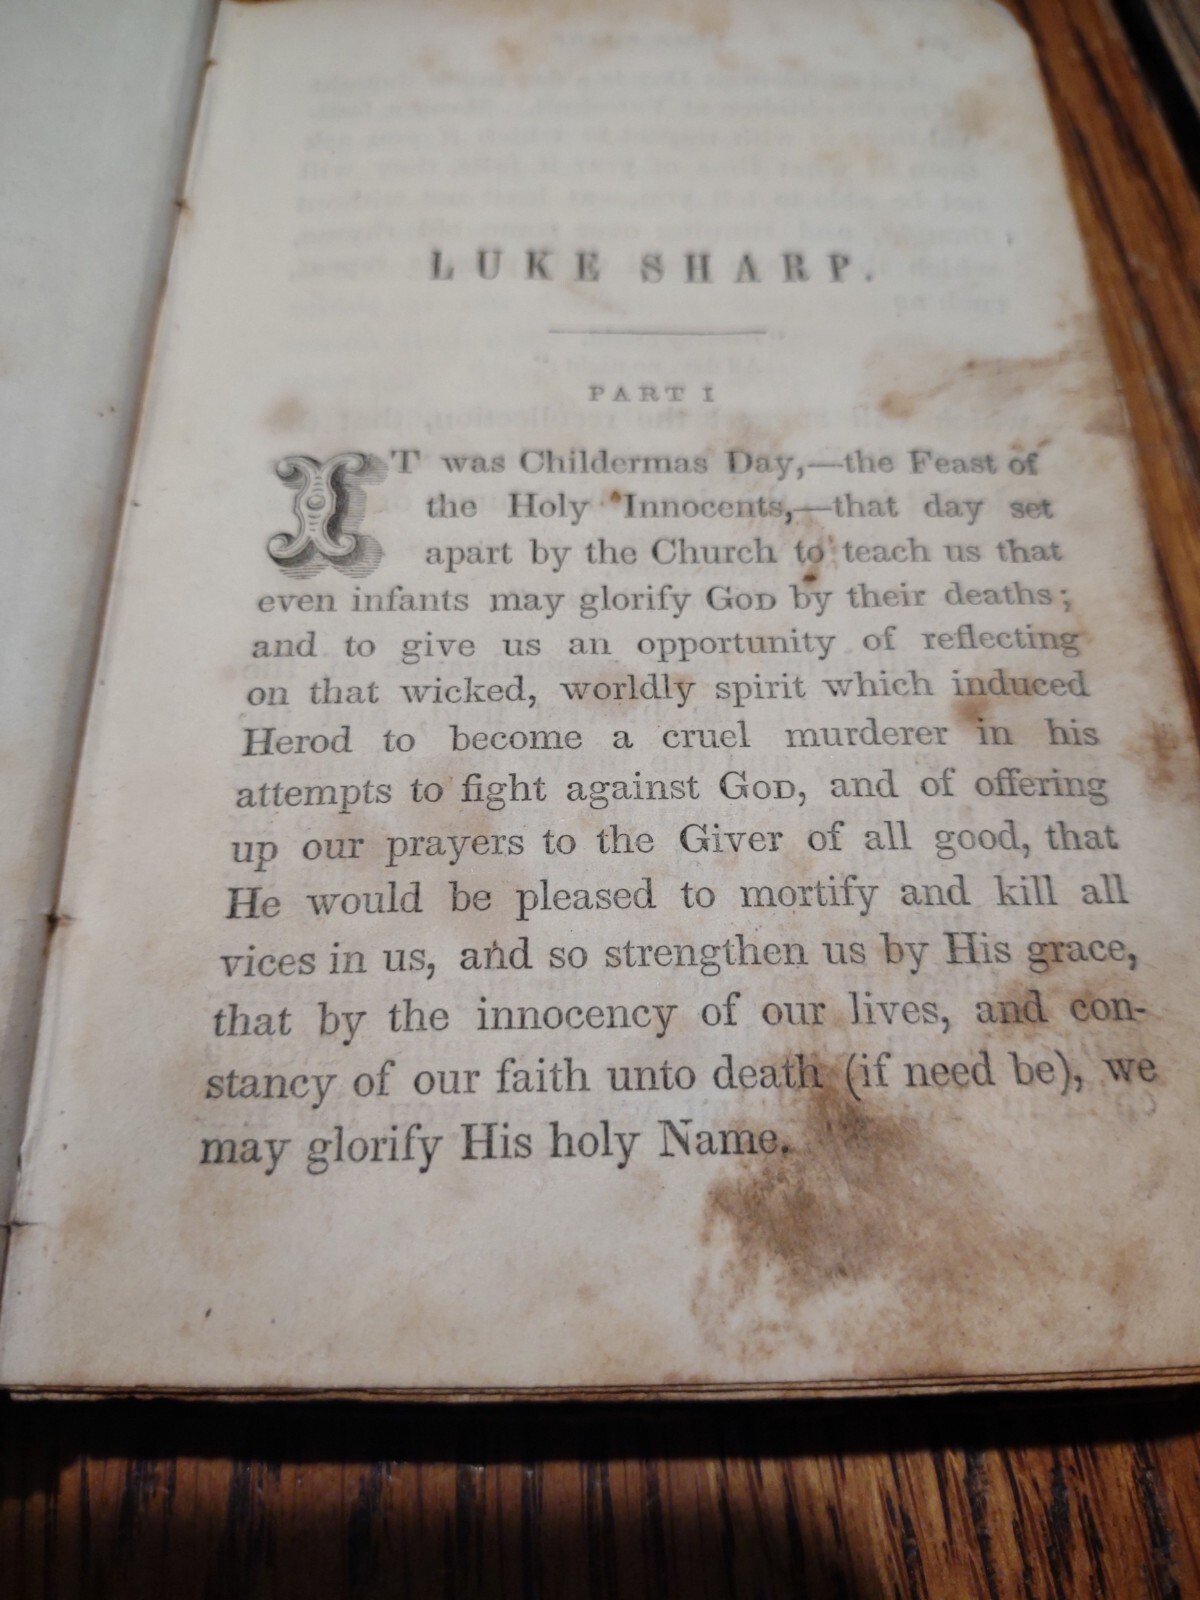 LUKE SHARP.
PART I
IT was Childermas Day,—the Feast of
the Holy Innocents,—that day set
apart by the Church to teach us that
even infants may glorify GOD by their deaths;
and to give us an opportunity of reflecting
on that wicked, worldly spirit which induced
Herod to become a cruel murderer in his
attempts to fight against GOD, and of offering
up our prayers to the Giver of all good, that
He would be pleased to mortify and kill all
vices in us, and so strengthen us by His grace,
that by the innocency of our lives, and con-
stancy of our faith unto death (if need be), we
may glorify His holy Name.